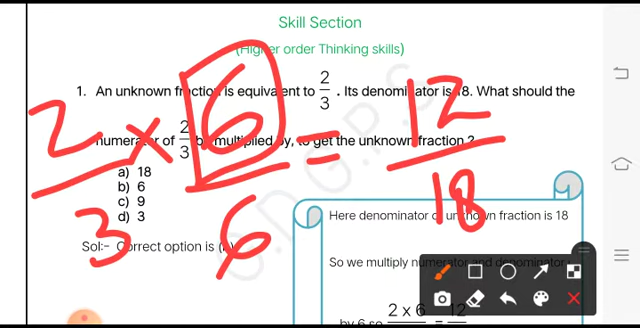 Skill Section
(Higher order Thinking skills)
1. An unknown fraction is equivalent to 2/3 . Its denominator is 18. What should the
numerator of 2/3 be multiplied by, to get the unknown fraction ?
2/3 × 6/6 = 12/18
a) 18
b) 6
c) 9
d) 3
Sol:- Correct option is (
Here denominator of unknown fraction is 18
So we multiply numerator and denominator
by 6 so 2 x 6 = 12